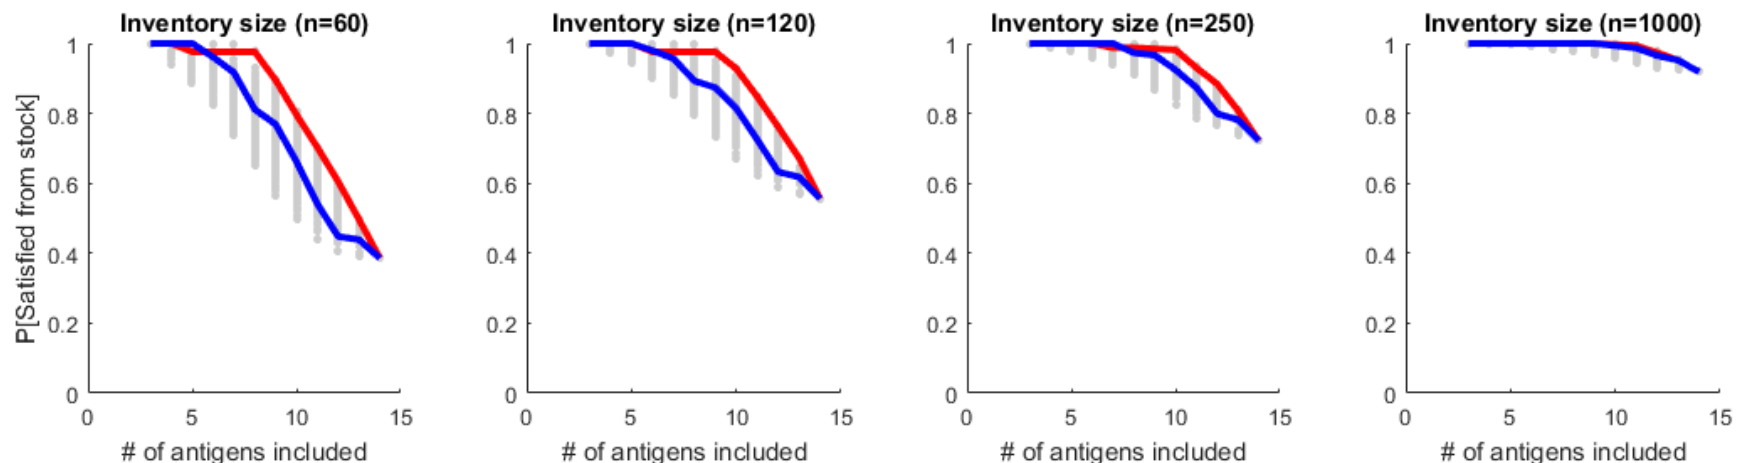 Inventory size (n=60)
P[Satisfied from stock]
1
0.8
0.6
0.4
0.2
0
0 5 10 15
# of antigens included
Inventory size (n=120)
1
0.8
0.6
0.4
0.2
0
0 5 10 15
# of antigens included
Inventory size (n=250)
1
0.8
0.6
0.4
0.2
0
0 5 10 15
# of antigens included
Inventory size (n=1000)
1
0.8
0.6
0.4
0.2
0
0 5 10 15
# of antigens included